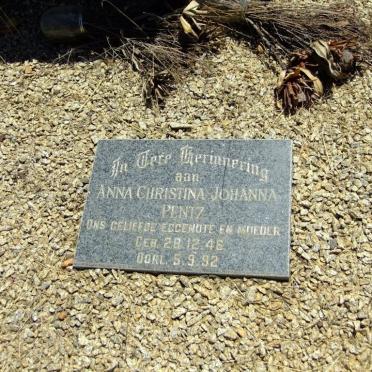 In Tere Herinnering
aan
ANNA CHRISTINA JOHANNA
PENTZ
ONS GELIEFDE EGGENOTE EN MOEDER
GEB. 28.12.46
OORL. 5.9.92